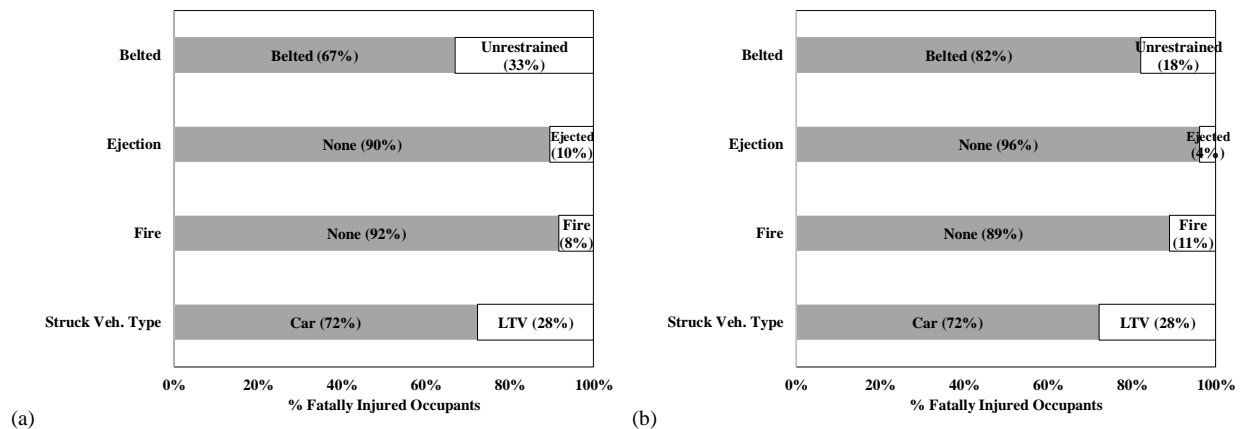 Belted
Belted (67%)
Unrestrained
(33%)
Ejection
None (90%)
Ejected
(10%)
Fire
None (92%)
Fire
(8%)
Struck Veh. Type
Car (72%)
LTV (28%)
0%
20%
40%
60%
80%
100%
% Fatally Injured Occupants
(a)
Belted
Belted (82%)
Unrestrained
(18%)
Ejection
None (96%)
Ejected
(4%)
Fire
None (89%)
Fire
(11%)
Struck Veh. Type
Car (72%)
LTV (28%)
0%
20%
40%
60%
80%
100%
% Fatally Injured Occupants
(b)